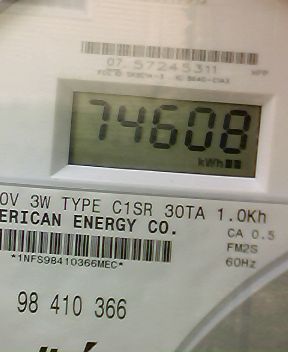 07 57245311
74608
kWh
0V 3W TYPE C1SR 30TA 1.0Kh
ERICAN ENERGY CO.
CA 0.5
FM2S
60Hz
*1NFS98410366MEC*
98 410 366